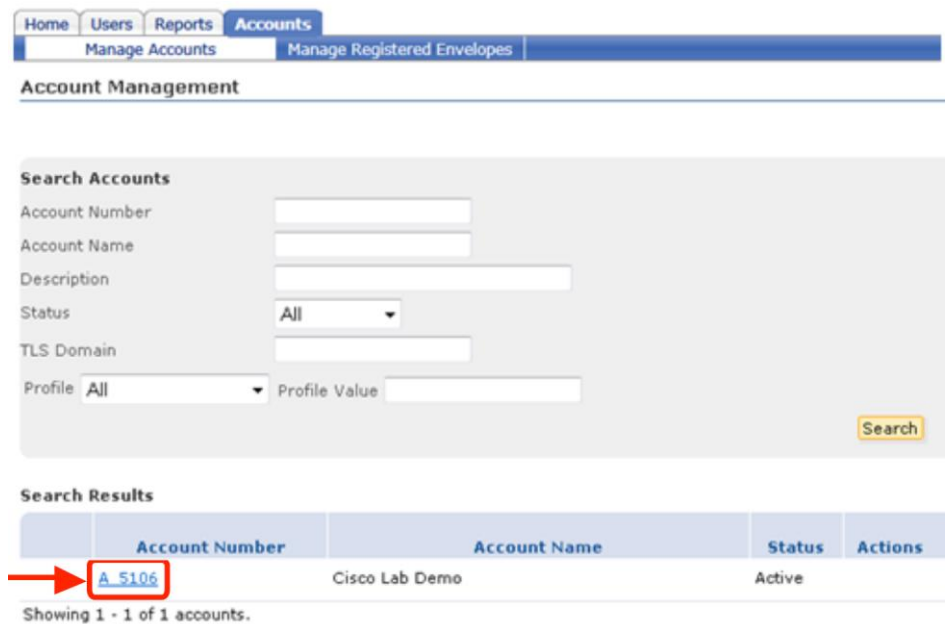 Home Users Reports Accounts
Manage Accounts Manage Registered Envelopes
Account Management
Search Accounts
Account Number
Account Name
Description
Status All
TLS Domain
Profile All Profile Value
Search
Search Results
Account Number Account Name Status Actions
A_5106 Cisco Lab Demo Active
Showing 1 - 1 of 1 accounts.